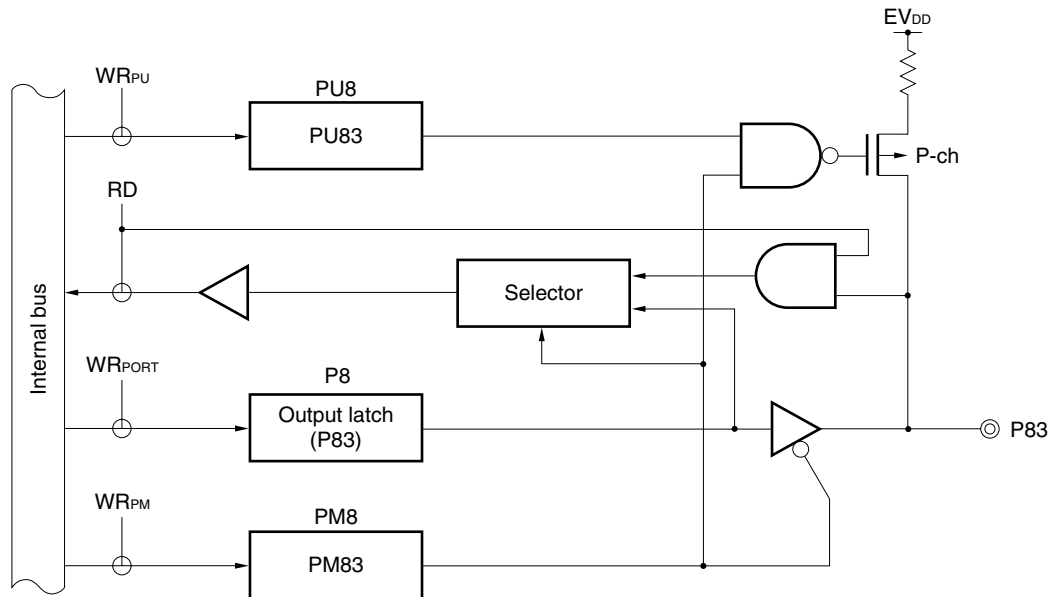 EVDD
WRPU
PU8
PU83
P-ch
RD
Selector
Internal bus
WRPORT
P8
Output latch
(P83)
P83
WRPM
PM8
PM83